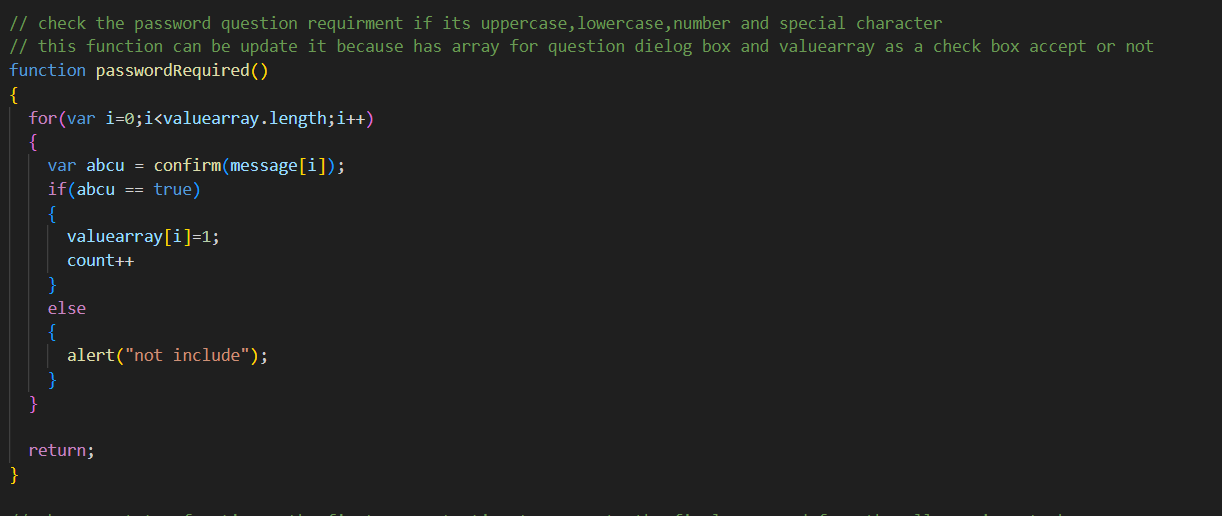 // check the password question requirment if its uppercase,lowercase,number and special character
// this function can be update it because has array for question dielog box and valuearray as a check box accept or not
function passwordRequired()
{
for(var i=0;i<valuearray.length;i++)
{
var abcu = confirm(message[i]);
if(abcu == true)
{
valuearray[i]=1;
count++
}
else
{
alert("not include");
}
}
return;
}